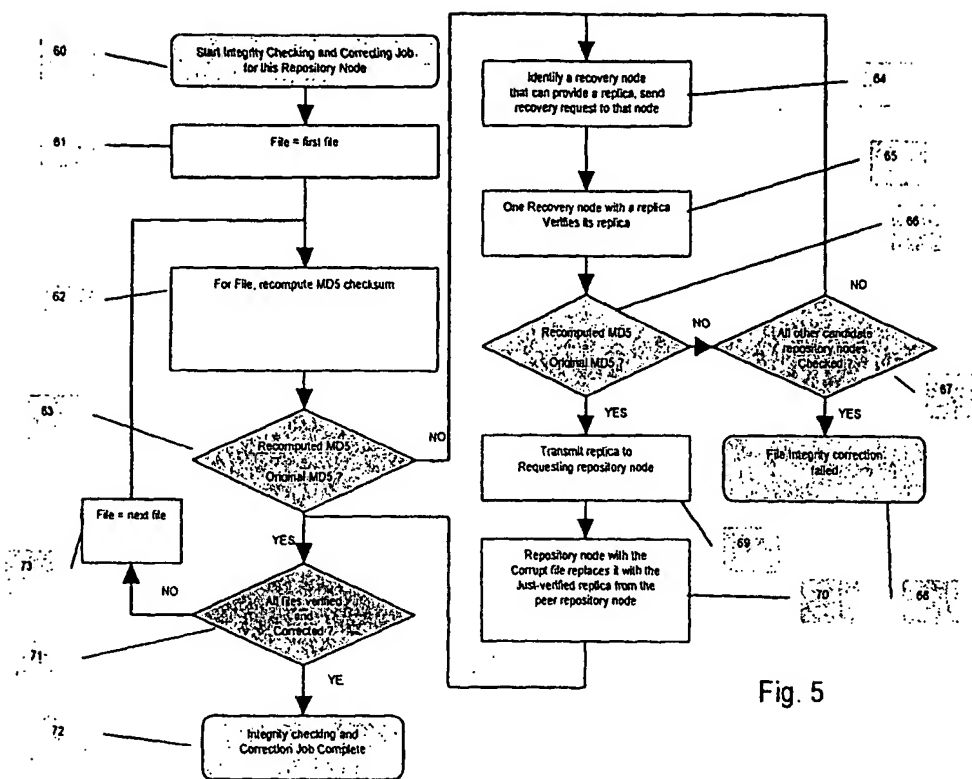 60
Start Integrity Checking and Correcting Job
for this Repository Node
61
File = first file
62
For File, recompute MD5 checksum
63
Recomputed MD5
=
Original MD5 ?
NO
YES
File = next file
73
NO
All files verified
and
Corrected ?
71
YE
72
Integrity checking and
Correction Job Complete
Identify a recovery node
that can provide a replica, send
recovery request to that node
64
One Recovery node with a replica
Verifies its replica
65
66
Recomputed MD5
=
Original MD5 ?
NO
NO
All other candidate
repository nodes
Checked ?
67
YES
YES
Transmit replica to
Requesting repository node
File Integrity correction
failed
69
Repository node with the
Corrupt file replaces it with the
Just-verified replica from the
peer repository node
70
68
Fig. 5